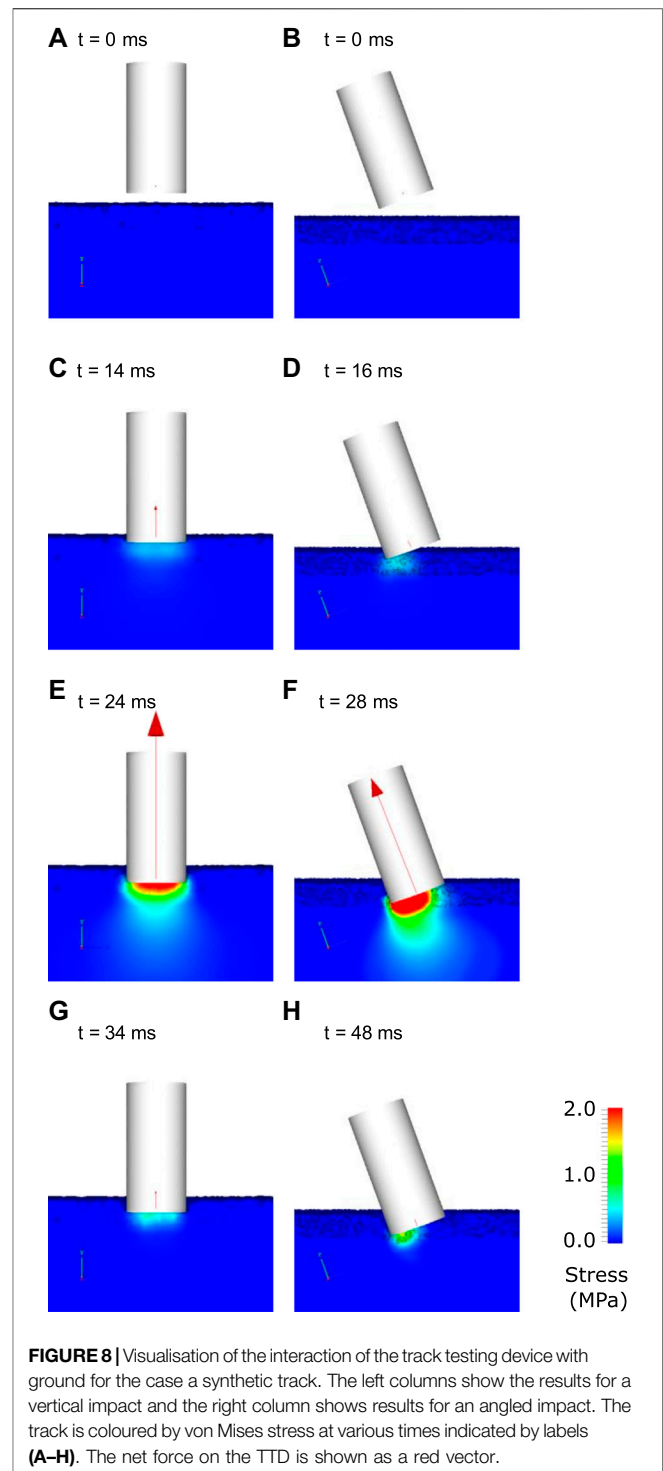 A t = 0 ms
B t = 0 ms
C t = 14 ms
D t = 16 ms
E t = 24 ms
F t = 28 ms
G
t = 34 ms
H
t = 48 ms
2.0
1.0
0.0
Stress
(MPa)
FIGURE 8 | Visualisation of the interaction of the track testing device with
ground for the case a synthetic track. The left columns show the results for a
vertical impact and the right column shows results for an angled impact. The
track is coloured by von Mises stress at various times indicated by labels
(A–H). The net force on the TTD is shown as a red vector.